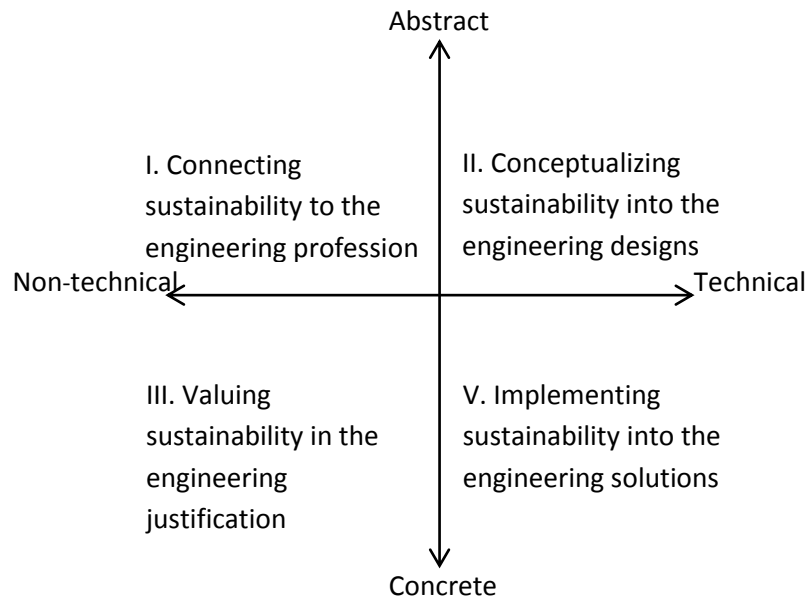 Abstract
I. Connecting
sustainability to the
engineering profession
II. Conceptualizing
sustainability into the
engineering designs
Non-technical
Technical
III. Valuing
sustainability in the
engineering
justification
V. Implementing
sustainability into the
engineering solutions
Concrete